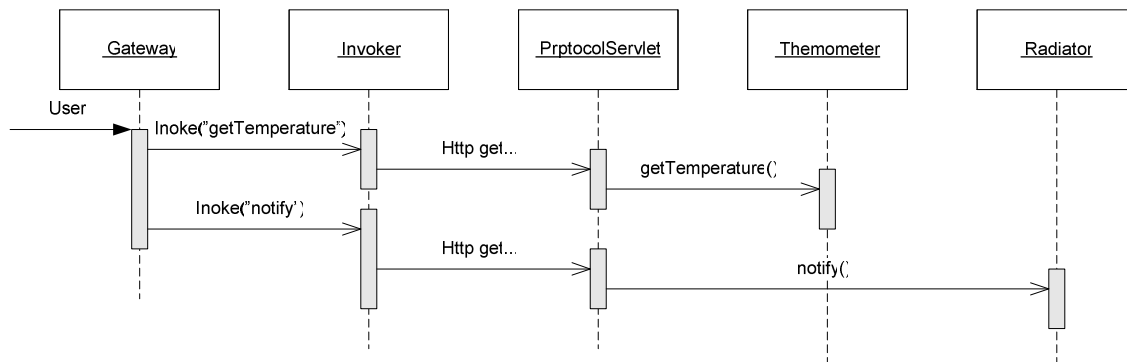 Gateway
Invoker
PrptocolServlet
Themometer
Radiator
User
Inoke("getTemperature")
Http get...
getTemperature()
Inoke("notify')
Http get...
notify()